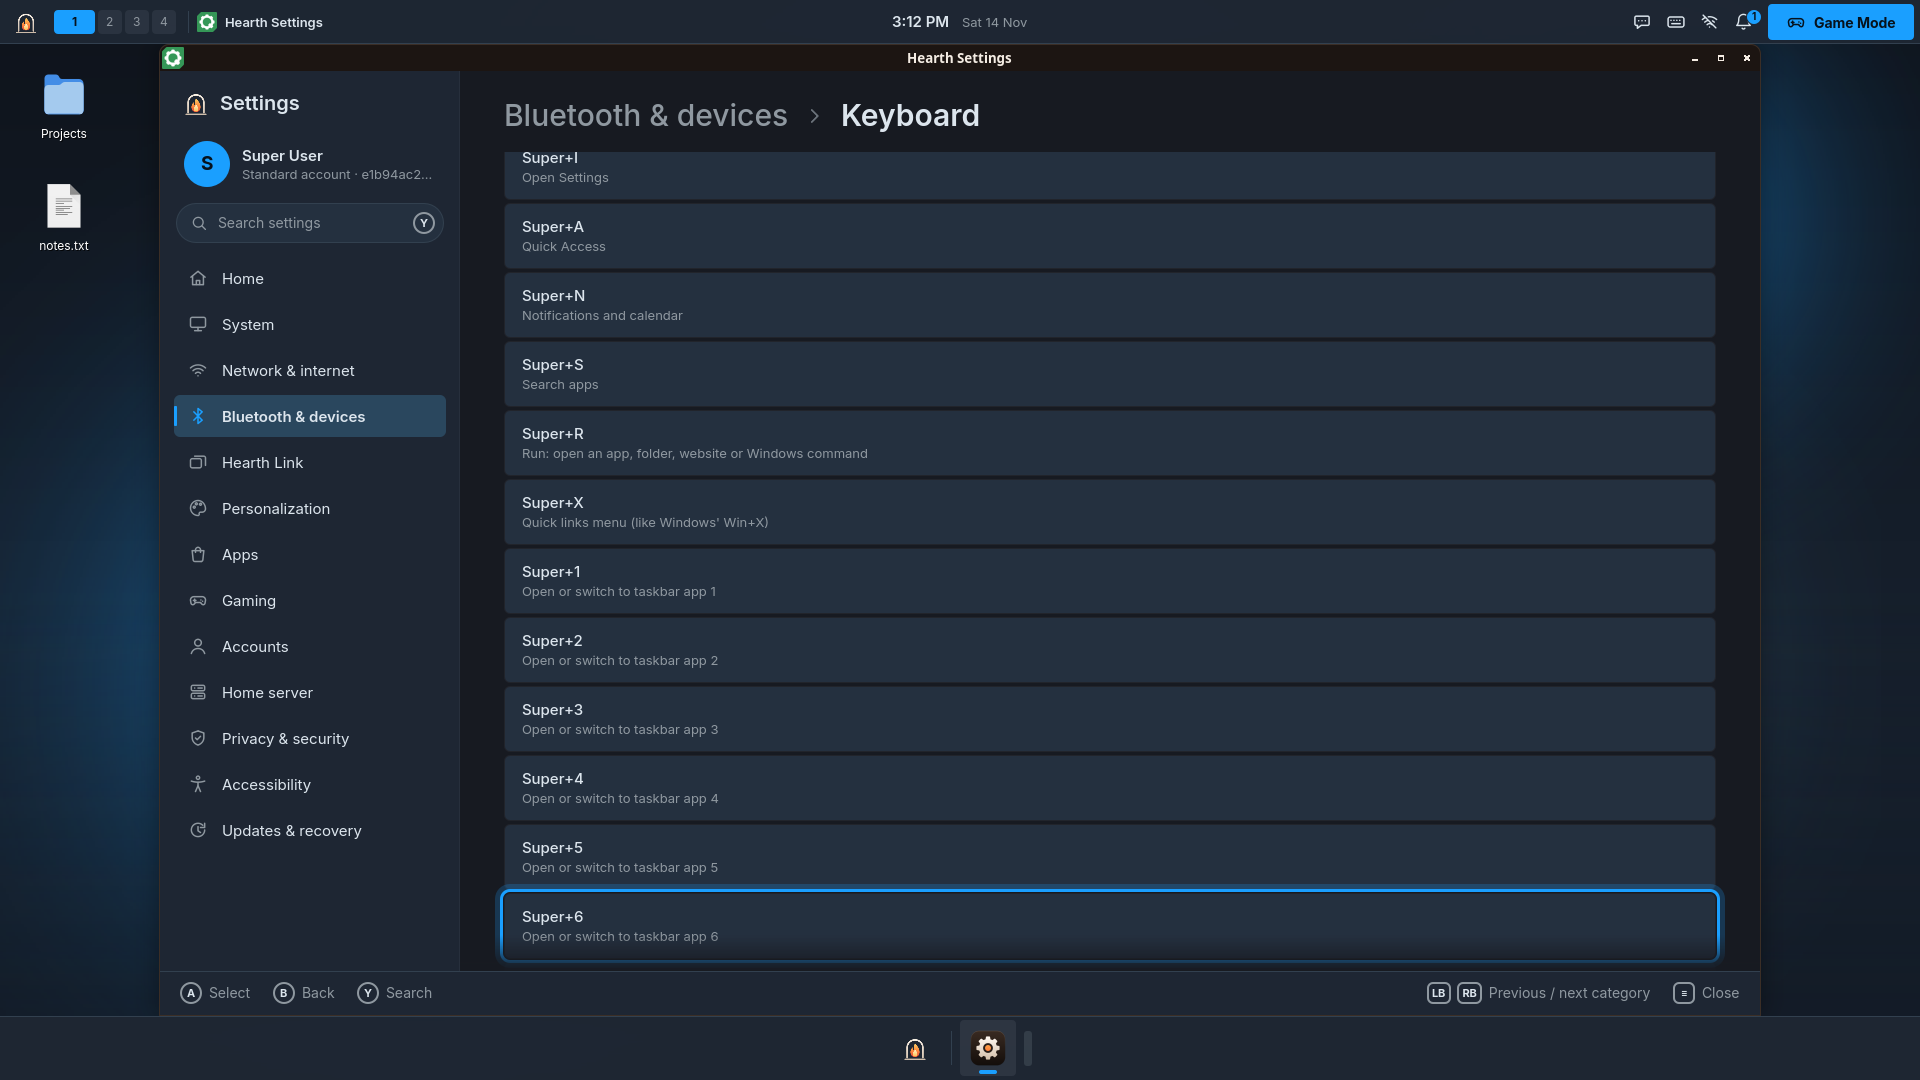 1
2
3
4
Hearth Settings
3:12 PM
Sat 14 Nov
1
Game Mode
Hearth Settings
Projects
notes.txt
Settings
S
Super User
Standard account · e1b94ac2...
Search settings
Y
Home
System
Network & internet
Bluetooth & devices
Hearth Link
Personalization
Apps
Gaming
Accounts
Home server
Privacy & security
Accessibility
Updates & recovery
Bluetooth & devices > Keyboard
Super+I
Open Settings
Super+A
Quick Access
Super+N
Notifications and calendar
Super+S
Search apps
Super+R
Run: open an app, folder, website or Windows command
Super+X
Quick links menu (like Windows' Win+X)
Super+1
Open or switch to taskbar app 1
Super+2
Open or switch to taskbar app 2
Super+3
Open or switch to taskbar app 3
Super+4
Open or switch to taskbar app 4
Super+5
Open or switch to taskbar app 5
Super+6
Open or switch to taskbar app 6
A Select
B Back
Y Search
LB RB Previous / next category
Close